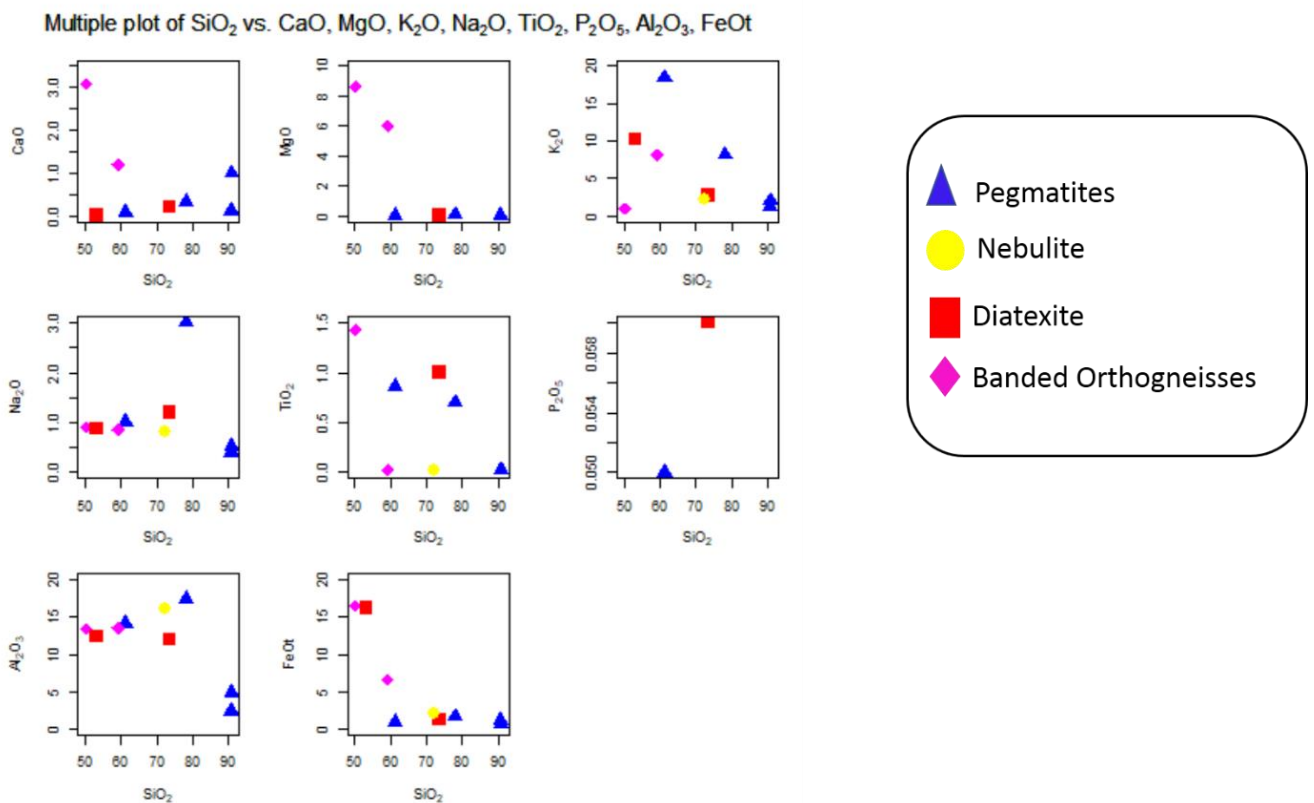 Multiple plot of SiO₂ vs. CaO, MgO, K₂O, Na₂O, TiO₂, P₂O₅, Al₂O₃, FeOt
CaO
0.0 1.0 2.0 3.0
50 60 70 80 90
SiO₂
MgO
0 2 4 6 8 10
50 60 70 80 90
SiO₂
K₂O
0 5 10 15 20
50 60 70 80 90
SiO₂
Na₂O
0.0 1.0 2.0 3.0
50 60 70 80 90
SiO₂
TiO₂
0.0 0.5 1.0 1.5
50 60 70 80 90
SiO₂
P₂O₅
0.050 0.054 0.058
50 60 70 80 90
SiO₂
Al₂O₃
0 5 10 15 20
50 60 70 80 90
SiO₂
FeOt
0 5 10 15 20
50 60 70 80 90
SiO₂
Pegmatites
Nebulite
Diatexite
Banded Orthogneisses